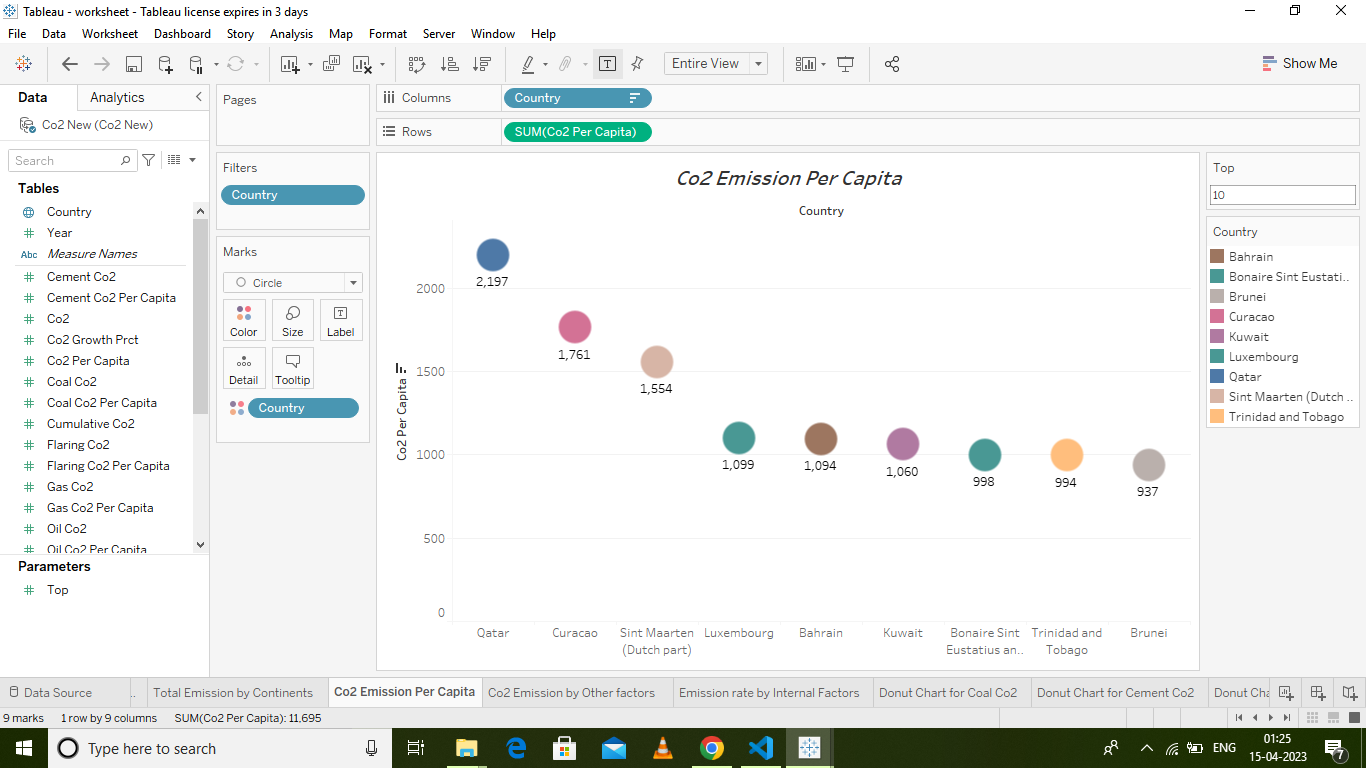 Tableau - worksheet - Tableau license expires in 3 days
File Data Worksheet Dashboard Story Analysis Map Format Server Window Help
Entire View
Show Me
Data Analytics
Co2 New (Co2 New)
Search
Tables
Country
Year
Abc Measure Names
Cement Co2
Cement Co2 Per Capita
Co2
Co2 Growth Prct
Co2 Per Capita
Coal Co2
Coal Co2 Per Capita
Cumulative Co2
Flaring Co2
Flaring Co2 Per Capita
Gas Co2
Gas Co2 Per Capita
Oil Co2
Oil Co2 Per Capita
Parameters
Top
Pages
Filters
Country
Marks
Circle
Color Size Label
Detail Tooltip
Country
Columns Country
Rows SUM(Co2 Per Capita)
Co2 Emission Per Capita
Country
Co2 Per Capita
2000
1500
1000
500
0
2,197
1,761
1,554
1,099
1,094
1,060
998
994
937
Qatar
Curacao
Sint Maarten
(Dutch part)
Luxembourg
Bahrain
Kuwait
Bonaire Sint
Eustatius an..
Trinidad and
Tobago
Brunei
Top
10
Country
Bahrain
Bonaire Sint Eustati..
Brunei
Curacao
Kuwait
Luxembourg
Qatar
Sint Maarten (Dutch ..
Trinidad and Tobago
Data Source .. Total Emission by Continents Co2 Emission Per Capita Co2 Emission by Other factors Emission rate by Internal Factors Donut Chart for Coal Co2 Donut Chart for Cement Co2 Donut Cha
9 marks 1 row by 9 columns SUM(Co2 Per Capita): 11,695
Type here to search
ENG
01:25
15-04-2023
7